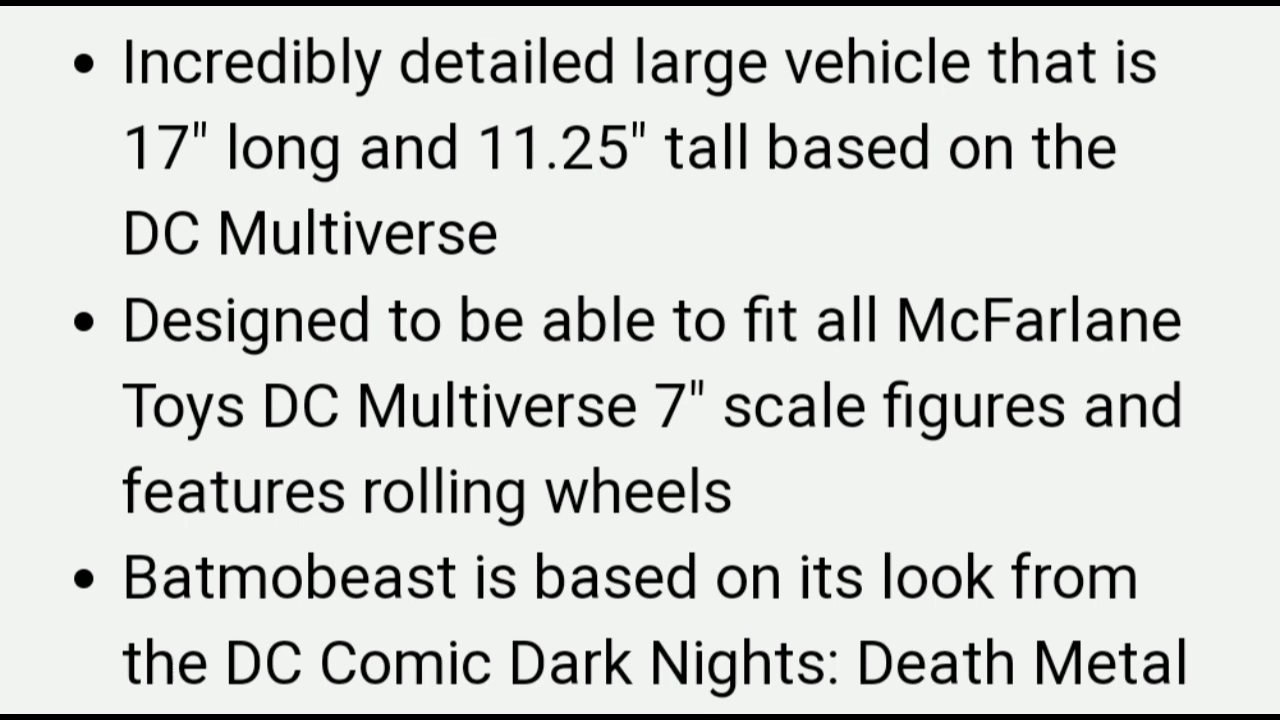 • Incredibly detailed large vehicle that is
17" long and 11.25" tall based on the
DC Multiverse
• Designed to be able to fit all McFarlane
Toys DC Multiverse 7" scale figures and
features rolling wheels
• Batmobeast is based on its look from
the DC Comic Dark Nights: Death Metal